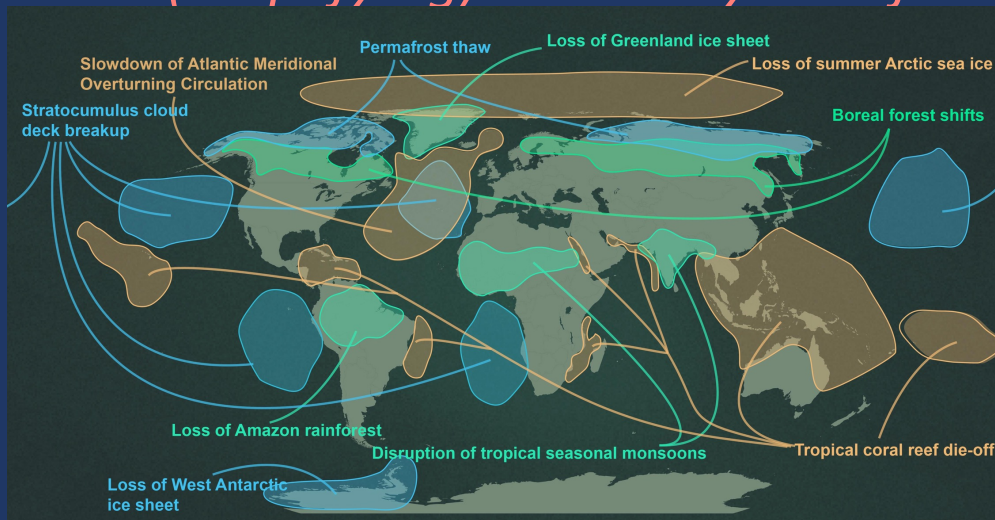 Permafrost thaw
Loss of Greenland ice sheet
Slowdown of Atlantic Meridional
Overturning Circulation
Loss of summer Arctic sea ice
Stratocumulus cloud
deck breakup
Boreal forest shifts
Loss of Amazon rainforest
Disruption of tropical seasonal monsoons
Tropical coral reef die-off
Loss of West Antarctic
ice sheet